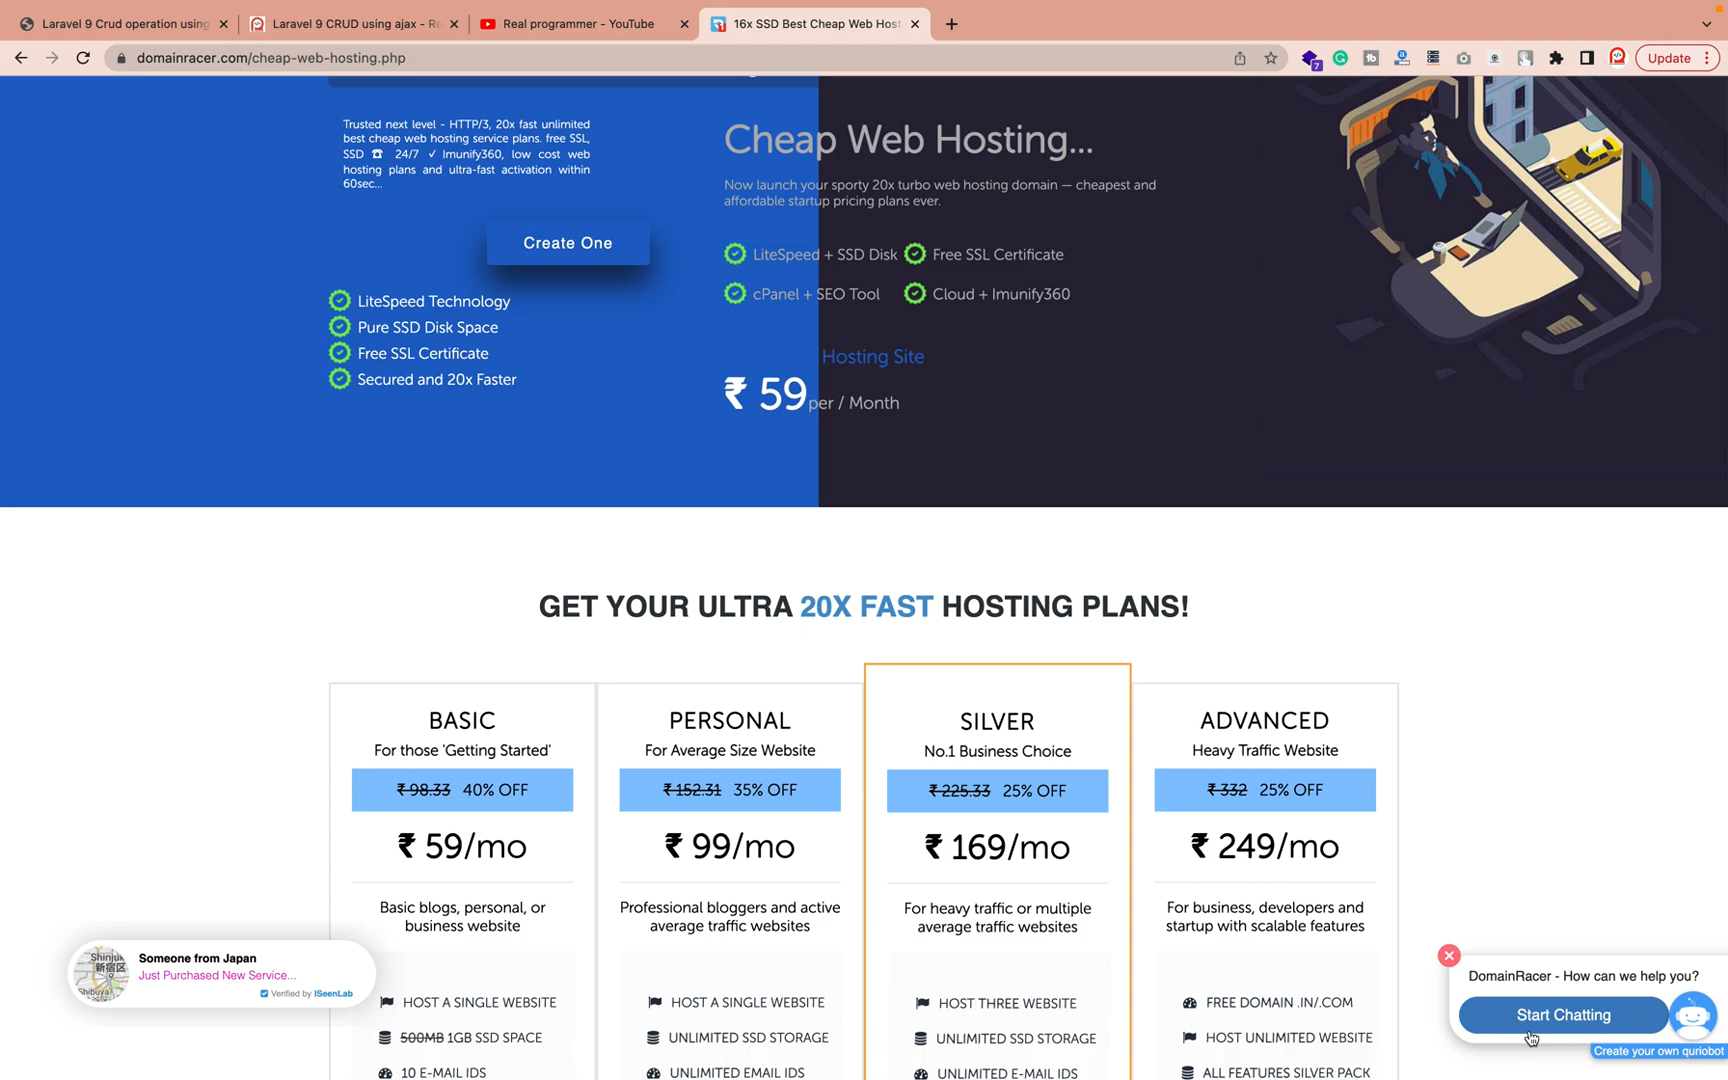 Laravel 9 Crud operation using
Laravel 9 CRUD using ajax - Re
Real programmer - YouTube
16x SSD Best Cheap Web Host
domainracer.com/cheap-web-hosting.php
7
Update
Trusted next level - HTTP/3, 20x fast unlimited
best cheap web hosting service plans. free SSL,
SSD ☎ 24/7 ✓ Imunify360, low cost web
hosting plans and ultra-fast activation within
60sec...
Create One
LiteSpeed Technology
Pure SSD Disk Space
Free SSL Certificate
Secured and 20x Faster
Cheap Web Hosting...
Now launch your sporty 20x turbo web hosting domain — cheapest and
affordable startup pricing plans ever.
LiteSpeed + SSD Disk
Free SSL Certificate
cPanel + SEO Tool
Cloud + Imunify360
Hosting Site
₹ 59per / Month
GET YOUR ULTRA 20X FAST HOSTING PLANS!
BASIC
For those 'Getting Started'
₹ 98.33 40% OFF
₹ 59/mo
Basic blogs, personal, or
business website
HOST A SINGLE WEBSITE
500MB 1GB SSD SPACE
10 E-MAIL IDS
PERSONAL
For Average Size Website
₹ 152.31 35% OFF
₹ 99/mo
Professional bloggers and active
average traffic websites
HOST A SINGLE WEBSITE
UNLIMITED SSD STORAGE
UNLIMITED EMAIL IDS
SILVER
No.1 Business Choice
₹ 225.33 25% OFF
₹ 169/mo
For heavy traffic or multiple
average traffic websites
HOST THREE WEBSITE
UNLIMITED SSD STORAGE
UNLIMITED E-MAIL IDS
ADVANCED
Heavy Traffic Website
₹ 332 25% OFF
₹ 249/mo
For business, developers and
startup with scalable features
FREE DOMAIN .IN/.COM
HOST UNLIMITED WEBSITE
ALL FEATURES SILVER PACK
Shinjuk
新宿区
Shibuya
Someone from Japan
Just Purchased New Service...
Verified by ISeenLab
DomainRacer - How can we help you?
Start Chatting
Create your own quriobot